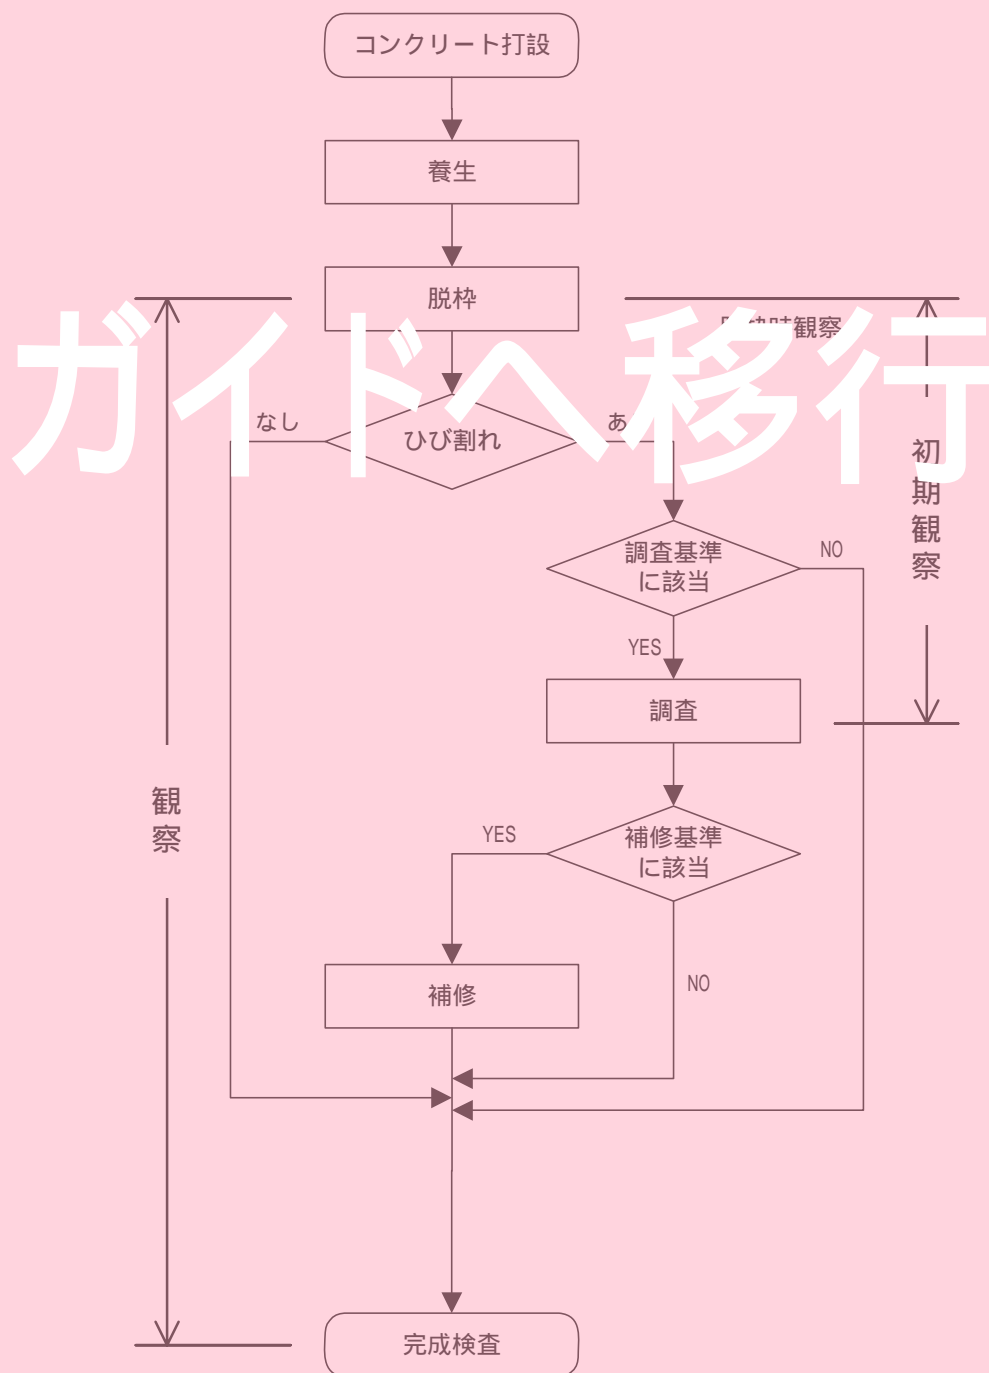 コンクリート打設
養生
脱枠
ガイドへ移行
なし
ひび割れ
あ
初期観察
調査基準
に該当
NO
YES
調査
観察
YES
補修基準
に該当
補修
NO
完成検査